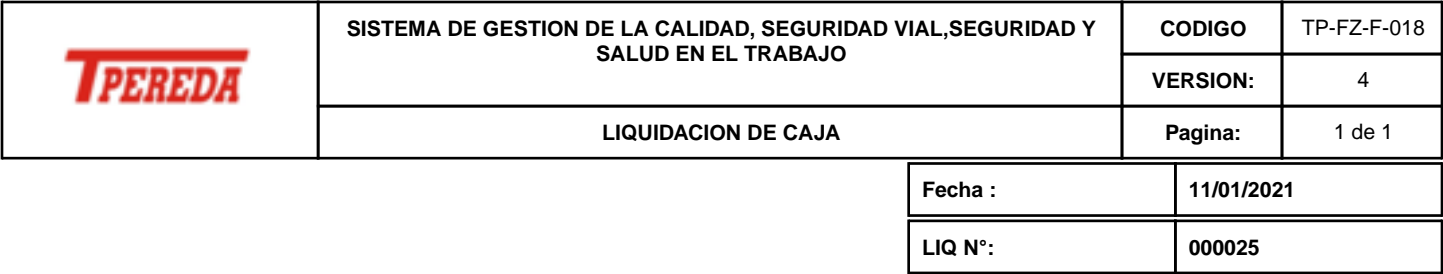 TPEREDA
SISTEMA DE GESTION DE LA CALIDAD, SEGURIDAD VIAL,SEGURIDAD Y
SALUD EN EL TRABAJO
CODIGO TP-FZ-F-018
VERSION: 4
LIQUIDACION DE CAJA
Pagina: 1 de 1
Fecha : 11/01/2021
LIQ N°: 000025